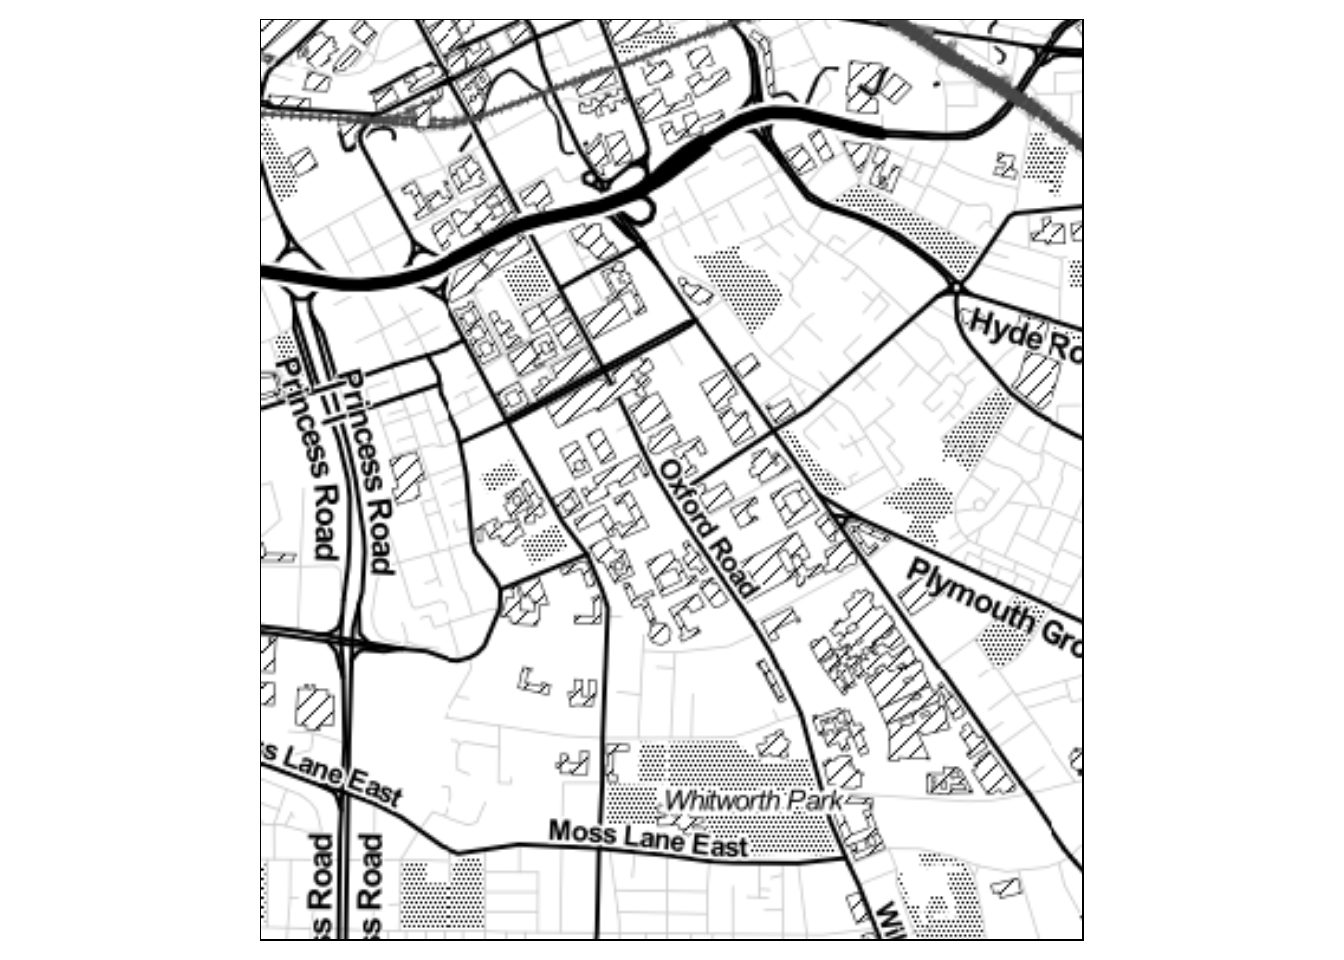 Hyde Ro
Princess Road
Princess Road
Oxford Road
Plymouth Gro
ss Lane East
Whitworth Park
Moss Lane East
ss Road
ss Road
Wil